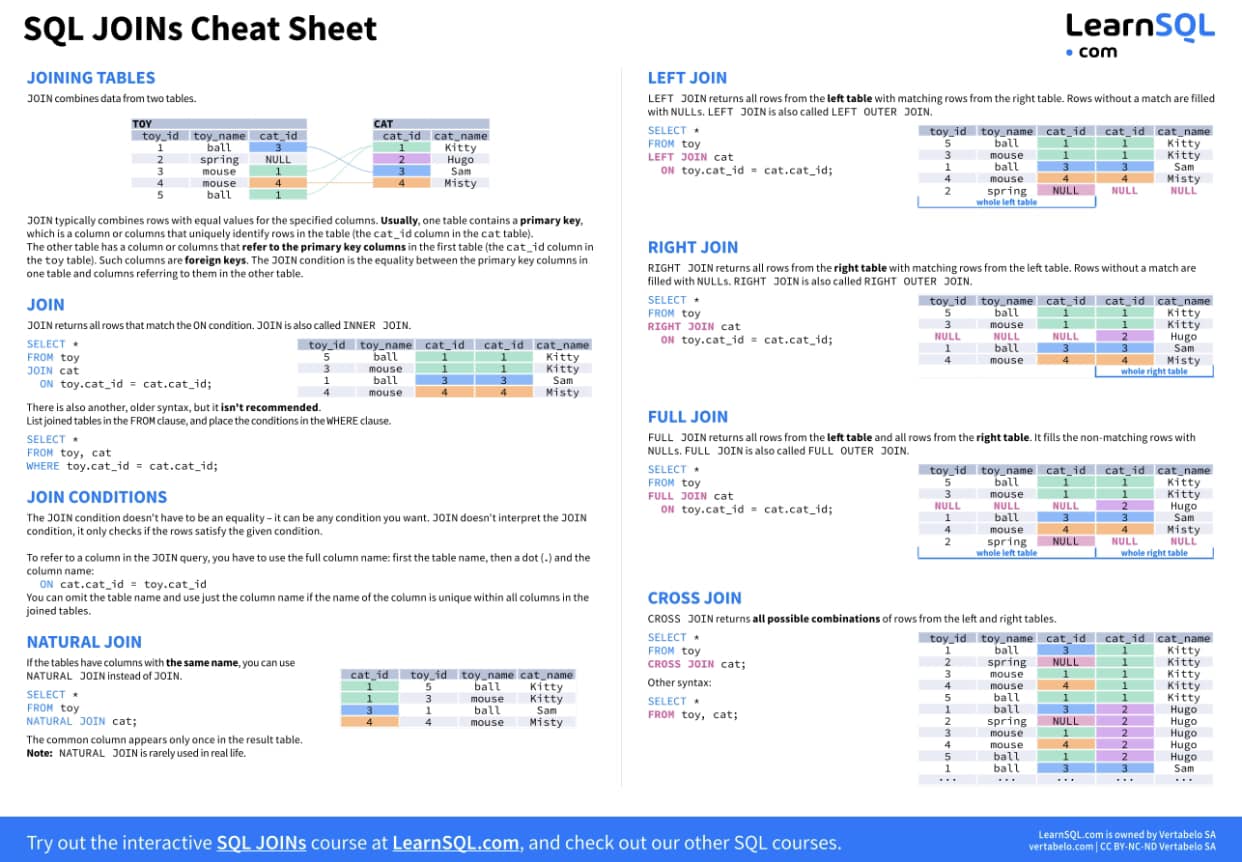 SQL JOINs Cheat Sheet
LearnSQL
• com
JOINING TABLES
JOIN combines data from two tables.
TOY
toy_id toy_name cat_id
1 ball 3
2 spring NULL
3 mouse 1
4 mouse 4
5 ball 1
CAT
cat_id cat_name
1 Kitty
2 Hugo
3 Sam
4 Misty
JOIN typically combines rows with equal values for the specified columns. Usually, one table contains a primary key,
which is a column or columns that uniquely identify rows in the table (the cat_id column in the cat table).
The other table has a column or columns that refer to the primary key columns in the first table (the cat_id column in
the toy table). Such columns are foreign keys. The JOIN condition is the equality between the primary key columns in
one table and columns referring to them in the other table.
JOIN
JOIN returns all rows that match the ON condition. JOIN is also called INNER JOIN.
SELECT *
FROM toy
JOIN cat
ON toy.cat_id = cat.cat_id;
toy_id toy_name cat_id cat_id cat_name
5 ball 1 1 Kitty
3 mouse 1 1 Kitty
1 ball 3 3 Sam
4 mouse 4 4 Misty
There is also another, older syntax, but it isn't recommended.
List joined tables in the FROM clause, and place the conditions in the WHERE clause.
SELECT *
FROM toy, cat
WHERE toy.cat_id = cat.cat_id;
JOIN CONDITIONS
The JOIN condition doesn't have to be an equality – it can be any condition you want. JOIN doesn't interpret the JOIN
condition, it only checks if the rows satisfy the given condition.
To refer to a column in the JOIN query, you have to use the full column name: first the table name, then a dot (.) and the
column name:
ON cat.cat_id = toy.cat_id
You can omit the table name and use just the column name if the name of the column is unique within all columns in the
joined tables.
NATURAL JOIN
If the tables have columns with the same name, you can use
NATURAL JOIN instead of JOIN.
SELECT *
FROM toy
NATURAL JOIN cat;
cat_id toy_id toy_name cat_name
1 5 ball Kitty
1 3 mouse Kitty
3 1 ball Sam
4 4 mouse Misty
The common column appears only once in the result table.
Note: NATURAL JOIN is rarely used in real life.
LEFT JOIN
LEFT JOIN returns all rows from the left table with matching rows from the right table. Rows without a match are filled
with NULLs. LEFT JOIN is also called LEFT OUTER JOIN.
SELECT *
FROM toy
LEFT JOIN cat
ON toy.cat_id = cat.cat_id;
toy_id toy_name cat_id cat_id cat_name
5 ball 1 1 Kitty
3 mouse 1 1 Kitty
1 ball 3 3 Sam
4 mouse 4 4 Misty
2 spring NULL NULL NULL
whole left table
RIGHT JOIN
RIGHT JOIN returns all rows from the right table with matching rows from the left table. Rows without a match are
filled with NULLs. RIGHT JOIN is also called RIGHT OUTER JOIN.
SELECT *
FROM toy
RIGHT JOIN cat
ON toy.cat_id = cat.cat_id;
toy_id toy_name cat_id cat_id cat_name
5 ball 1 1 Kitty
3 mouse 1 1 Kitty
NULL NULL NULL 2 Hugo
1 ball 3 3 Sam
4 mouse 4 4 Misty
whole right table
FULL JOIN
FULL JOIN returns all rows from the left table and all rows from the right table. It fills the non-matching rows with
NULLs. FULL JOIN is also called FULL OUTER JOIN.
SELECT *
FROM toy
FULL JOIN cat
ON toy.cat_id = cat.cat_id;
toy_id toy_name cat_id cat_id cat_name
5 ball 1 1 Kitty
3 mouse 1 1 Kitty
NULL NULL NULL 2 Hugo
1 ball 3 3 Sam
4 mouse 4 4 Misty
2 spring NULL NULL NULL
whole left table whole right table
CROSS JOIN
CROSS JOIN returns all possible combinations of rows from the left and right tables.
SELECT *
FROM toy
CROSS JOIN cat;
Other syntax:
SELECT *
FROM toy, cat;
toy_id toy_name cat_id cat_id cat_name
1 ball 3 1 Kitty
2 spring NULL 1 Kitty
3 mouse 1 1 Kitty
4 mouse 4 1 Kitty
5 ball 1 1 Kitty
1 ball 3 2 Hugo
2 spring NULL 2 Hugo
3 mouse 1 2 Hugo
4 mouse 4 2 Hugo
5 ball 1 2 Hugo
1 ball 3 3 Sam
... ... ... ... ...
Try out the interactive SQL JOINs course at LearnSQL.com, and check out our other SQL courses.
LearnSQL.com is owned by Vertabelo SA
vertabelo.com | CC BY-NC-ND Vertabelo SA